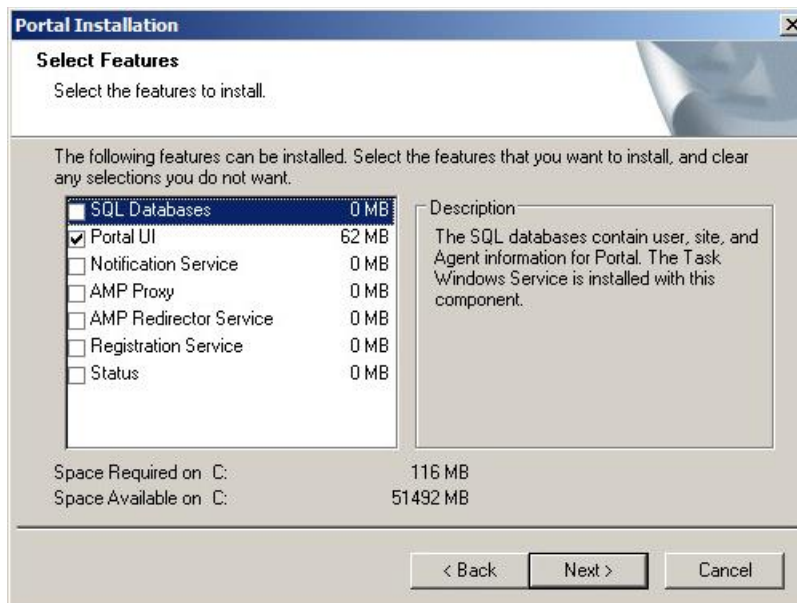 Portal Installation
Select Features
Select the features to install.
The following features can be installed. Select the features that you want to install, and clear
any selections you do not want.
SQL Databases 0 MB
Portal UI 62 MB
Notification Service 0 MB
AMP Proxy 0 MB
AMP Redirector Service 0 MB
Registration Service 0 MB
Status 0 MB
Description
The SQL databases contain user, site, and
Agent information for Portal. The Task
Windows Service is installed with this
component.
Space Required on C: 116 MB
Space Available on C: 51492 MB
< Back Next > Cancel